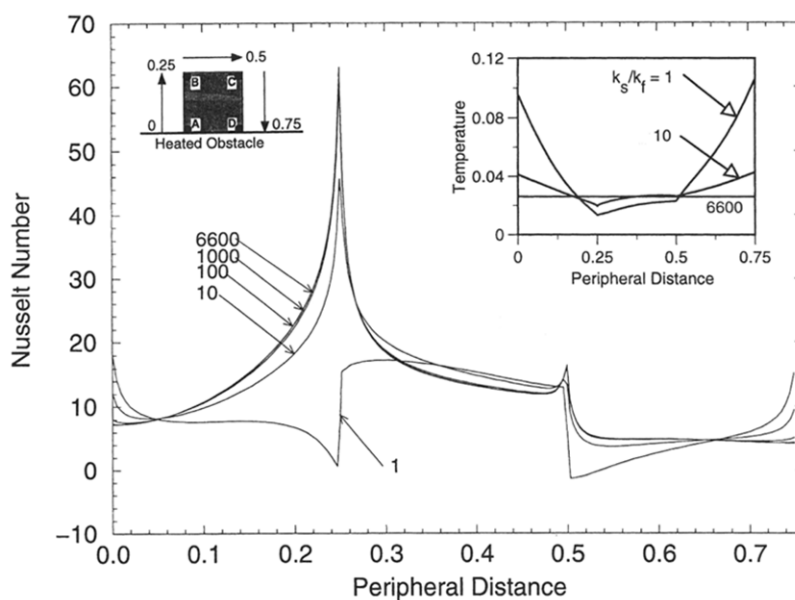 70
60
50
40
30
20
10
0
−10
Nusselt Number
0.0 0.1 0.2 0.3 0.4 0.5 0.6 0.7
Peripheral Distance
0.25
0.5
B C
A D
0
0.75
Heated Obstacle
6600
1000
100
10
1
0.12
0.08
0.04
0
Temperature
ks/kf = 1
10
6600
0 0.25 0.5 0.75
Peripheral Distance